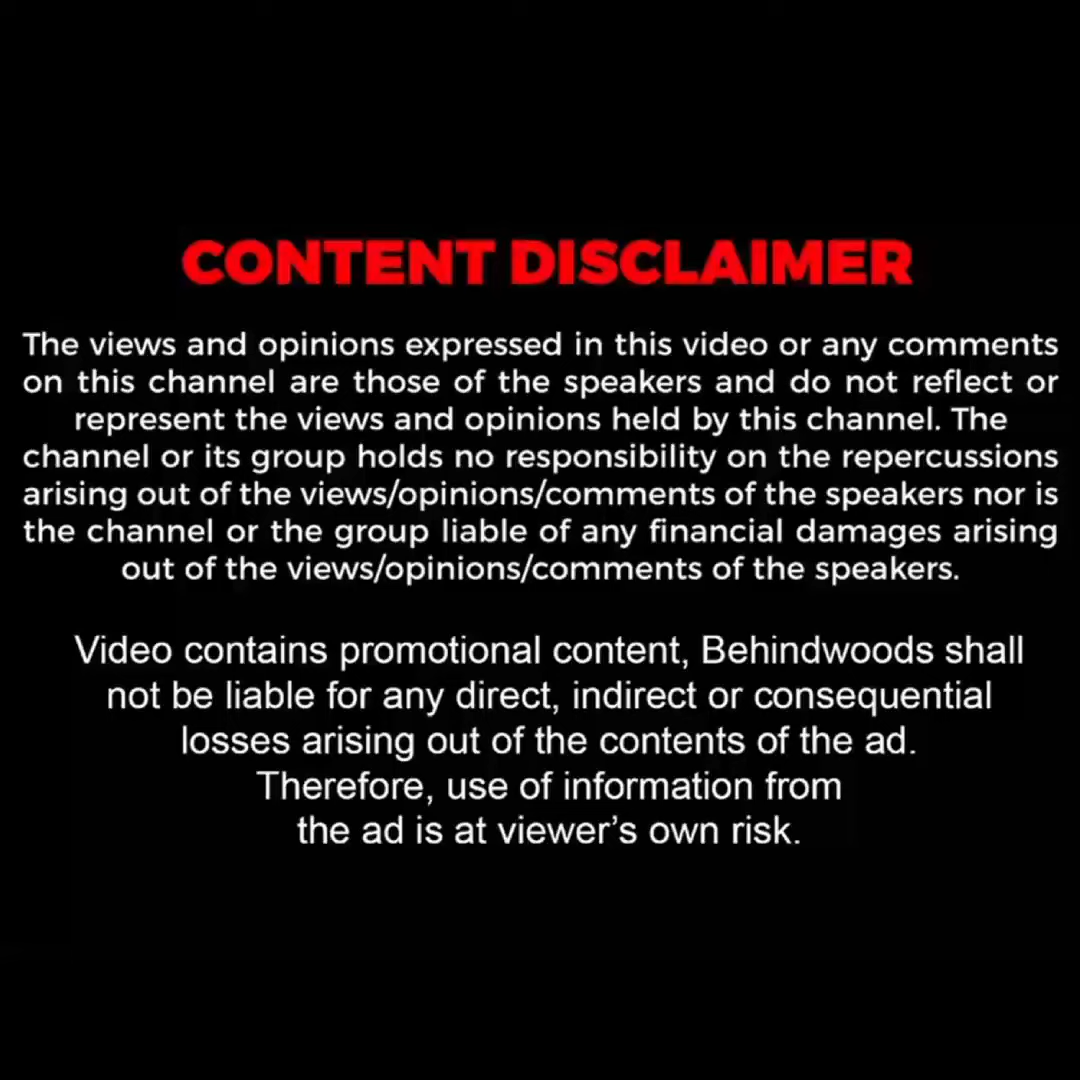 CONTENT DISCLAIMER
The views and opinions expressed in this video or any comments
on this channel are those of the speakers and do not reflect or
represent the views and opinions held by this channel. The
channel or its group holds no responsibility on the repercussions
arising out of the views/opinions/comments of the speakers nor is
the channel or the group liable of any financial damages arising
out of the views/opinions/comments of the speakers.
Video contains promotional content, Behindwoods shall
not be liable for any direct, indirect or consequential
losses arising out of the contents of the ad.
Therefore, use of information from
the ad is at viewer’s own risk.